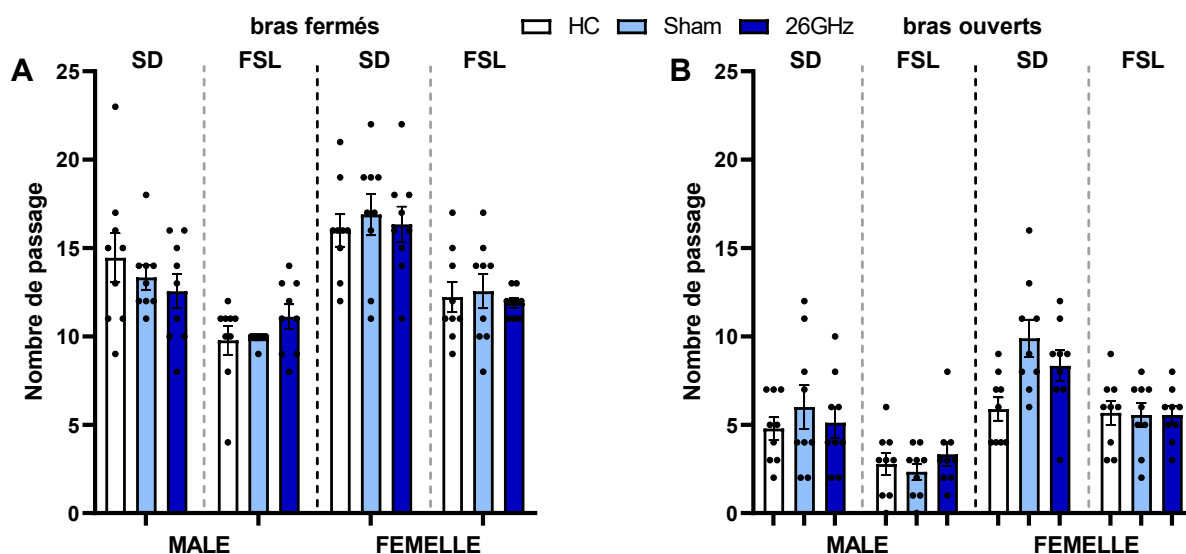 bras fermés HC Sham 26GHz bras ouverts
A SD FSL SD FSL B SD FSL SD FSL
Nombre de passage
25
20
15
10
5
0
MALE FEMELLE
Nombre de passage
25
20
15
10
5
0
MALE FEMELLE